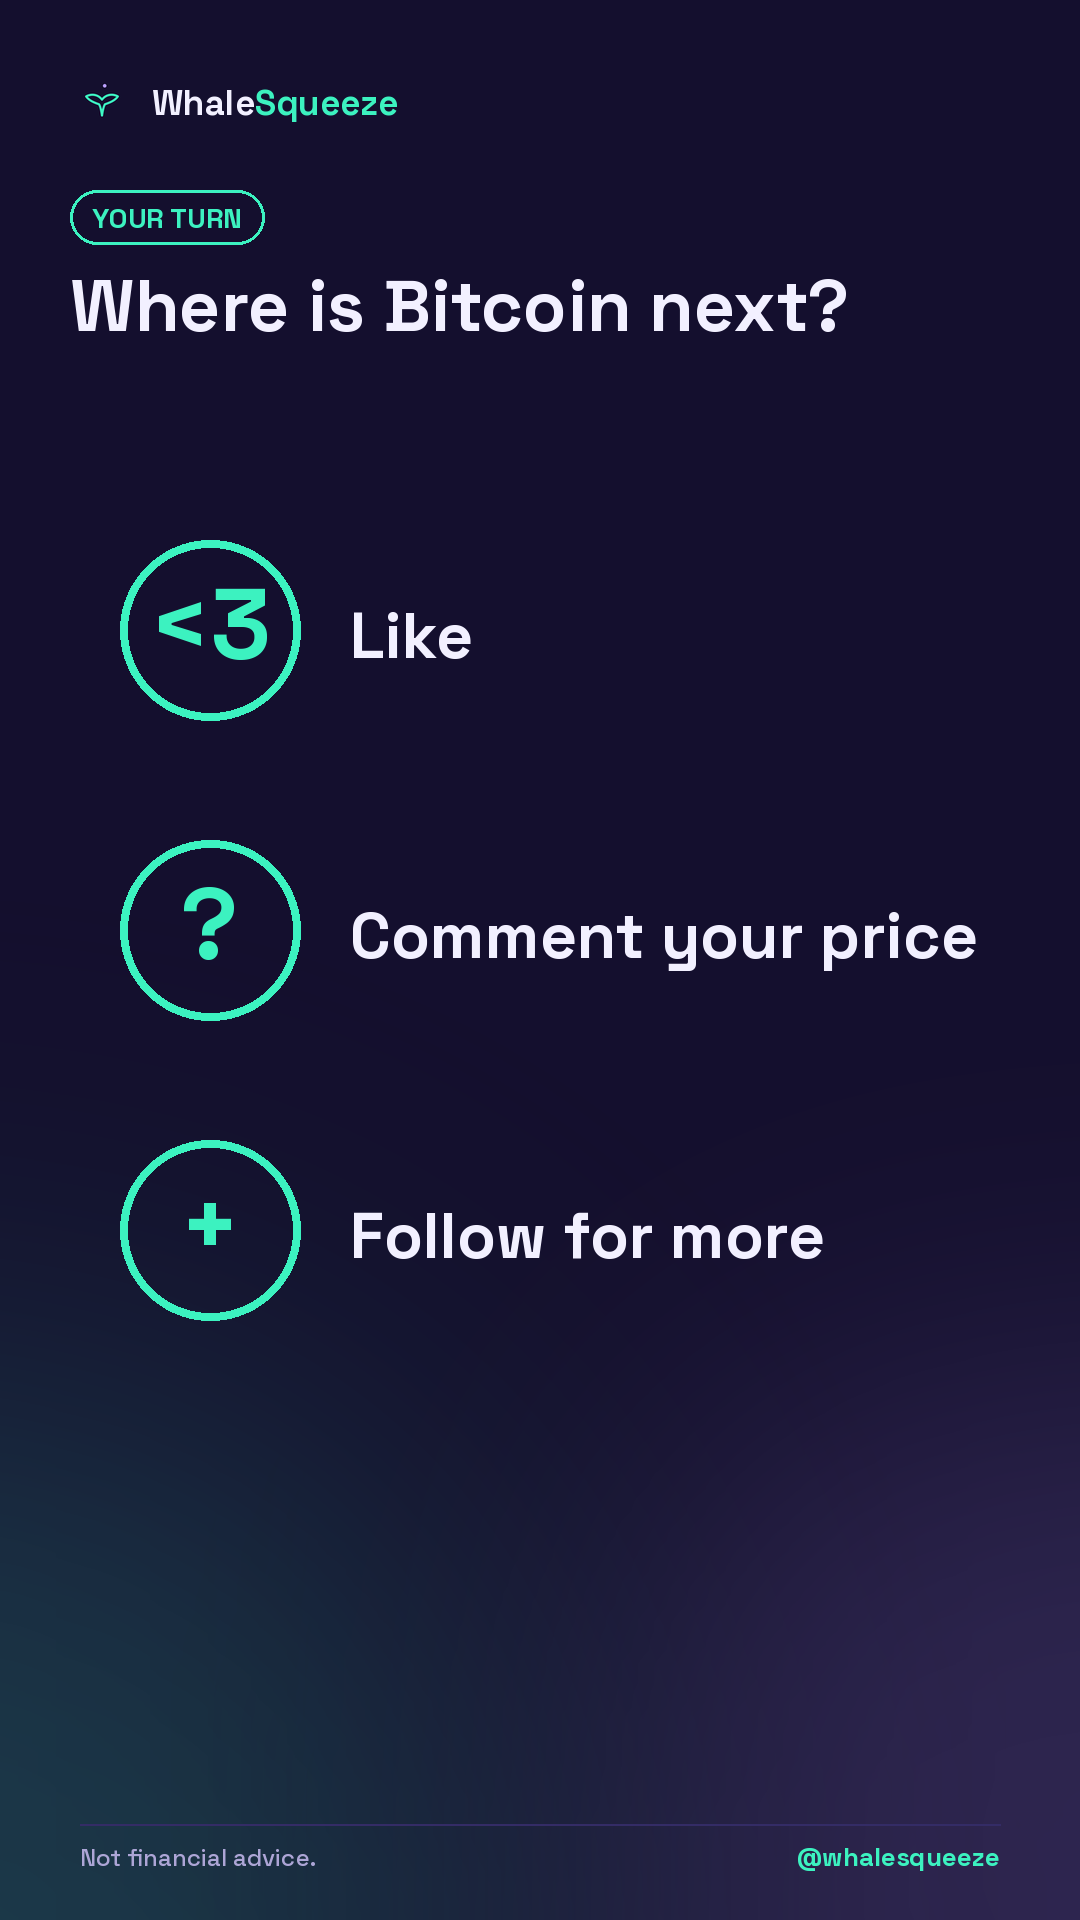 WhaleSqueeze
YOUR TURN
Where is Bitcoin next?
<3 Like
? Comment your price
+ Follow for more
Not financial advice. @whalesqueeze